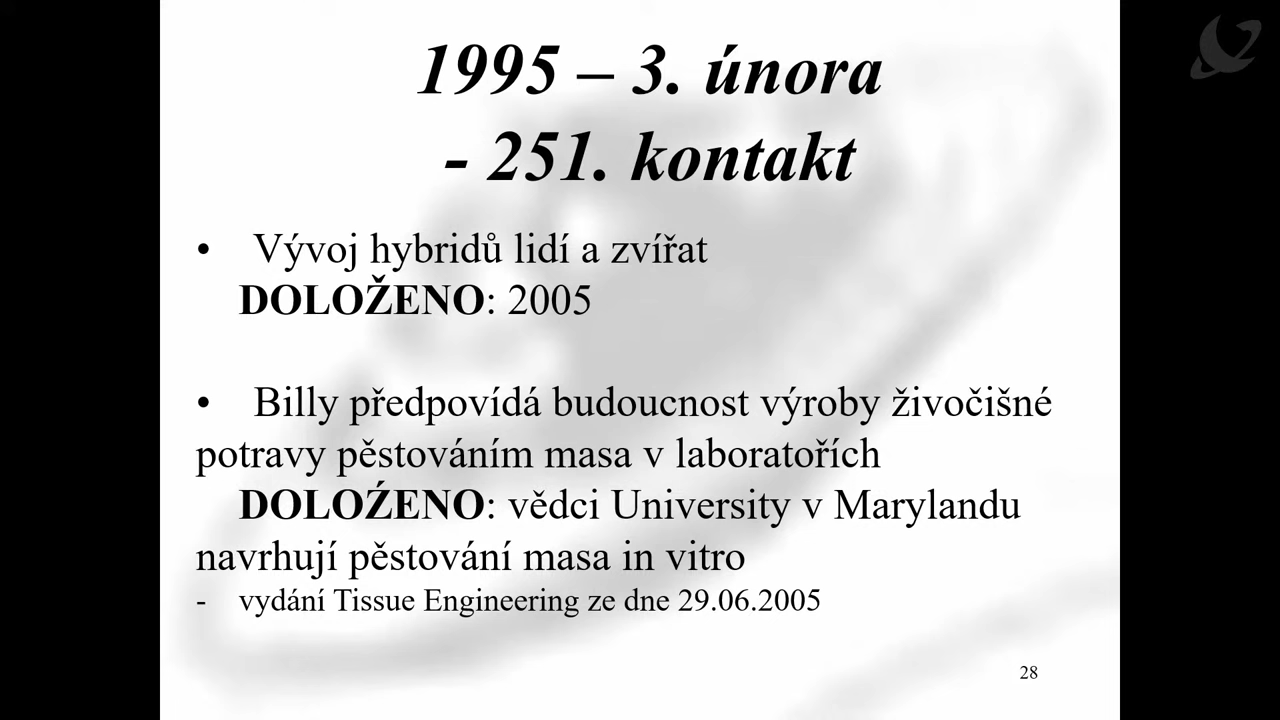 1995 – 3. února
- 251. kontakt
• Vývoj hybridů lidí a zvířat
DOLOŽENO: 2005
• Billy předpovídá budoucnost výroby živočišné
potravy pěstováním masa v laboratořích
DOLOŹENO: vědci University v Marylandu
navrhují pěstování masa in vitro
- vydání Tissue Engineering ze dne 29.06.2005
28